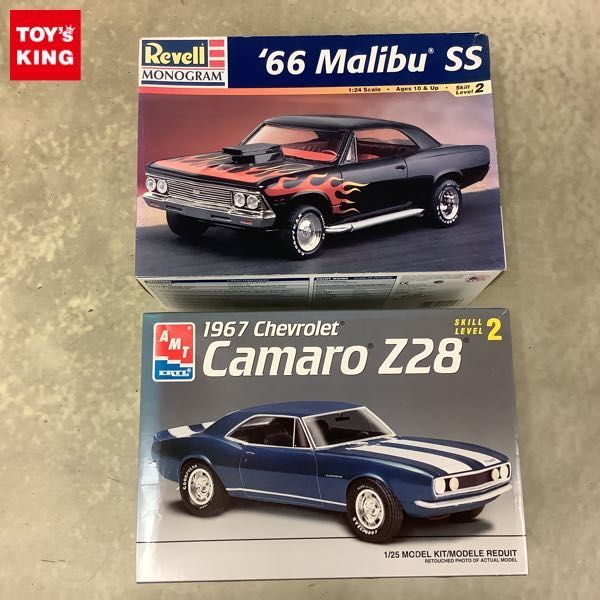 TOY'S
KING
Revell
MONOGRAM
'66 Malibu SS
1:24 Scale • Ages 10 & Up • Skill Level 2
AMT
ERTL
1967 Chevrolet
Camaro Z28
SKILL
LEVEL 2
1/25 MODEL KIT/MODELE REDUIT
RETOUCHED PHOTO OF ACTUAL MODEL